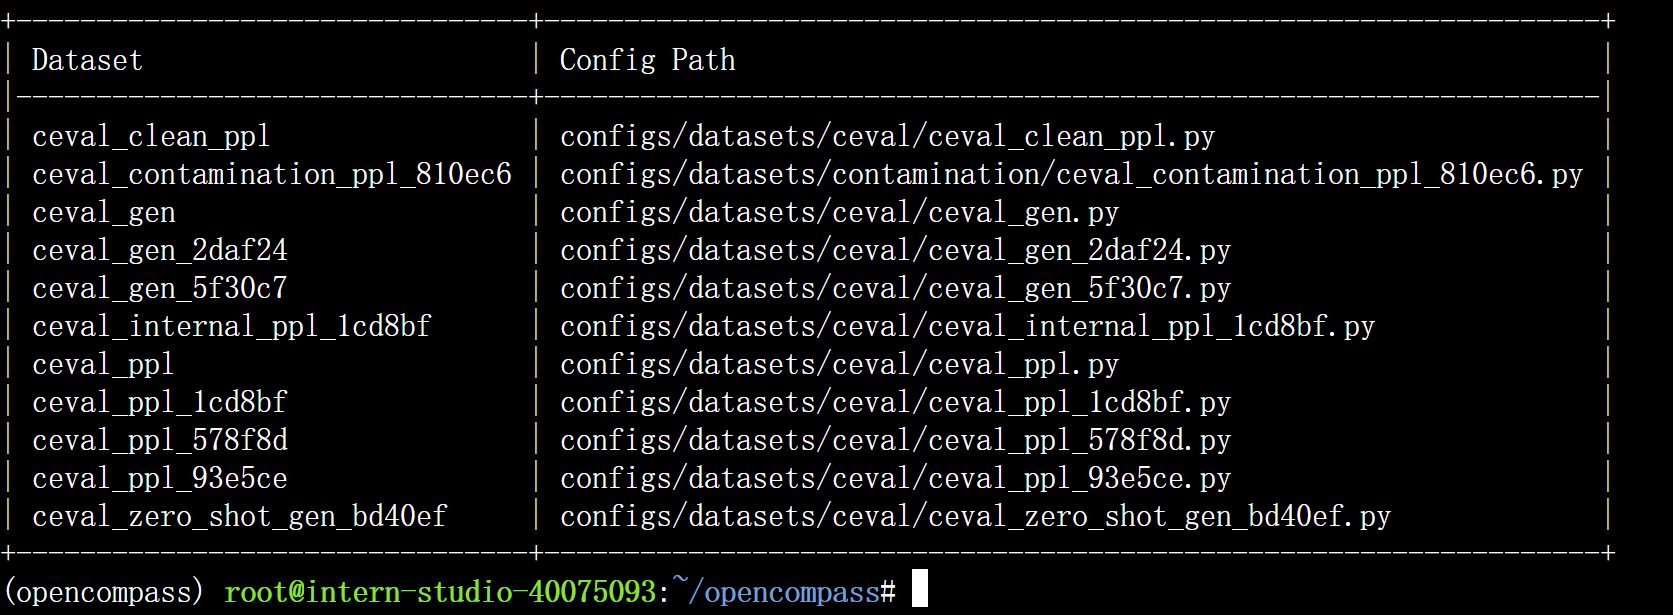 +--------------------------------+------------------------------------------------------------------+
| Dataset                        | Config Path                                                      |
|--------------------------------+------------------------------------------------------------------|
| ceval_clean_ppl                | configs/datasets/ceval/ceval_clean_ppl.py                        |
| ceval_contamination_ppl_810ec6 | configs/datasets/contamination/ceval_contamination_ppl_810ec6.py |
| ceval_gen                      | configs/datasets/ceval/ceval_gen.py                              |
| ceval_gen_2daf24               | configs/datasets/ceval/ceval_gen_2daf24.py                       |
| ceval_gen_5f30c7               | configs/datasets/ceval/ceval_gen_5f30c7.py                       |
| ceval_internal_ppl_1cd8bf      | configs/datasets/ceval/ceval_internal_ppl_1cd8bf.py              |
| ceval_ppl                      | configs/datasets/ceval/ceval_ppl.py                              |
| ceval_ppl_1cd8bf               | configs/datasets/ceval/ceval_ppl_1cd8bf.py                       |
| ceval_ppl_578f8d               | configs/datasets/ceval/ceval_ppl_578f8d.py                       |
| ceval_ppl_93e5ce               | configs/datasets/ceval/ceval_ppl_93e5ce.py                       |
| ceval_zero_shot_gen_bd40ef     | configs/datasets/ceval/ceval_zero_shot_gen_bd40ef.py             |
+--------------------------------+------------------------------------------------------------------+
(opencompass) root@intern-studio-40075093:~/opencompass#